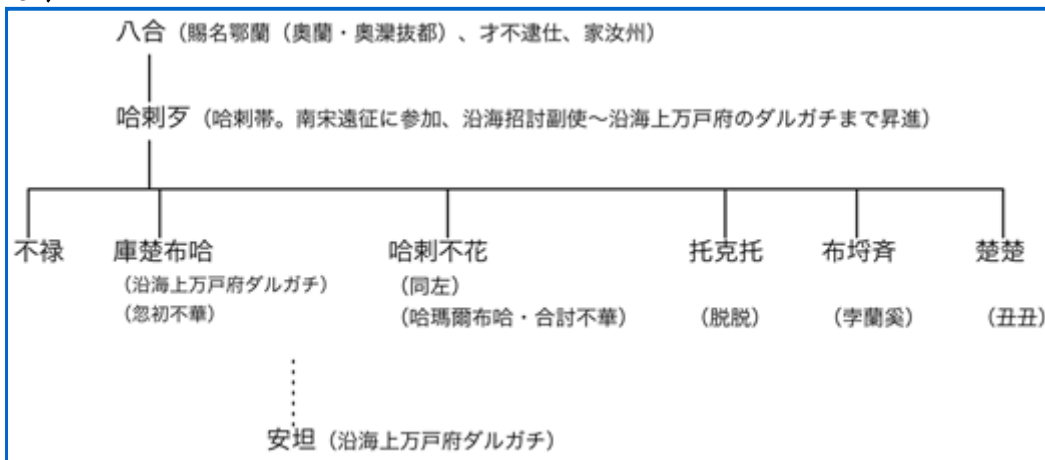 八合（賜名鄂蘭（奥蘭・奥灤抜都）、才不逮仕、家汝州）
哈剌歹（哈剌帯。南宋遠征に参加、沿海招討副使〜沿海上万戸府のダルガチまで昇進）
不禄 庫楚布哈 哈剌不花 托克托 布埒斉 楚楚
（沿海上万戸府ダルガチ） （同左）
（忽初不華） （哈瑪爾布哈・合討不華） （脱脱） （孛蘭奚） （丑丑）
安坦（沿海上万戸府ダルガチ）